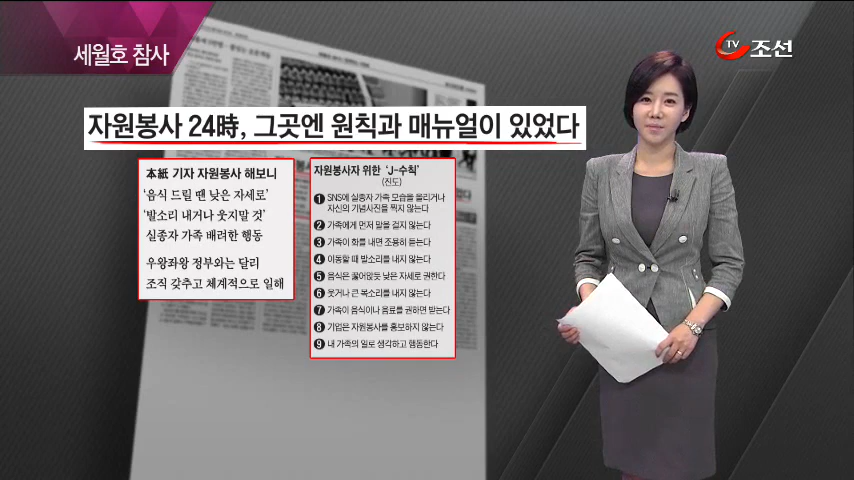 세월호 참사
TV 조선
자원봉사 24時, 그곳엔 원칙과 매뉴얼이 있었다
本紙 기자 자원봉사 해보니
‘음식 드릴 땐 낮은 자세로’
‘발소리 내거나 웃지말 것’
실종자 가족 배려한 행동
우왕좌왕 정부와는 달리
조직 갖추고 체계적으로 일해
자원봉사자 위한 ‘J-수칙’
(진도)
1 SNS에 실종자 가족 모습을 올리거나
자신의 기념사진을 찍지 않는다
2 가족에게 먼저 말을 걸지 않는다
3 가족이 화를 내면 조용히 듣는다
4 이동할 때 발소리를 내지 않는다
5 음식은 꿇어앉듯 낮은 자세로 권한다
6 웃거나 큰 목소리를 내지 않는다
7 가족이 음식이나 음료를 권하면 받는다
8 기업은 자원봉사를 홍보하지 않는다
9 내 가족의 일로 생각하고 행동한다